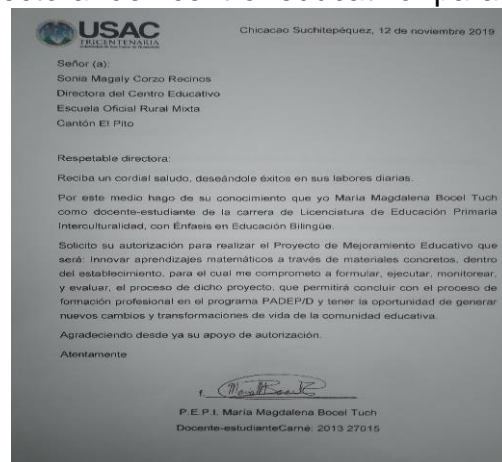 USAC
TRICENTENARIA
Chicacao Suchitepéquez, 12 de noviembre 2019
Señor (a):
Sonia Magaly Corzo Recinos
Directora del Centro Educativo
Escuela Oficial Rural Mixta
Cantón El Pito
Respetable directora:
Reciba un cordial saludo, deseándole éxitos en sus labores diarias.
Por este medio hago de su conocimiento que yo María Magdalena Bocel Tuch
como docente-estudiante de la carrera de Licenciatura de Educación Primaria
Interculturalidad, con Énfasis en Educación Bilingüe.
Solicito su autorización para realizar el Proyecto de Mejoramiento Educativo que
será: Innovar aprendizajes matemáticos a través de materiales concretos, dentro
del establecimiento, para el cual me comprometo a formular, ejecutar, monitorear,
y evaluar, el proceso de dicho proyecto, que permitirá concluir con el proceso de
formación profesional en el programa PADEP/D y tener la oportunidad de generar
nuevos cambios y transformaciones de vida de la comunidad educativa.
Agradeciendo desde ya su apoyo de autorización.
Atentamente
P.E.P.I. María Magdalena Bocel Tuch
Docente-estudianteCarné: 2013 27015